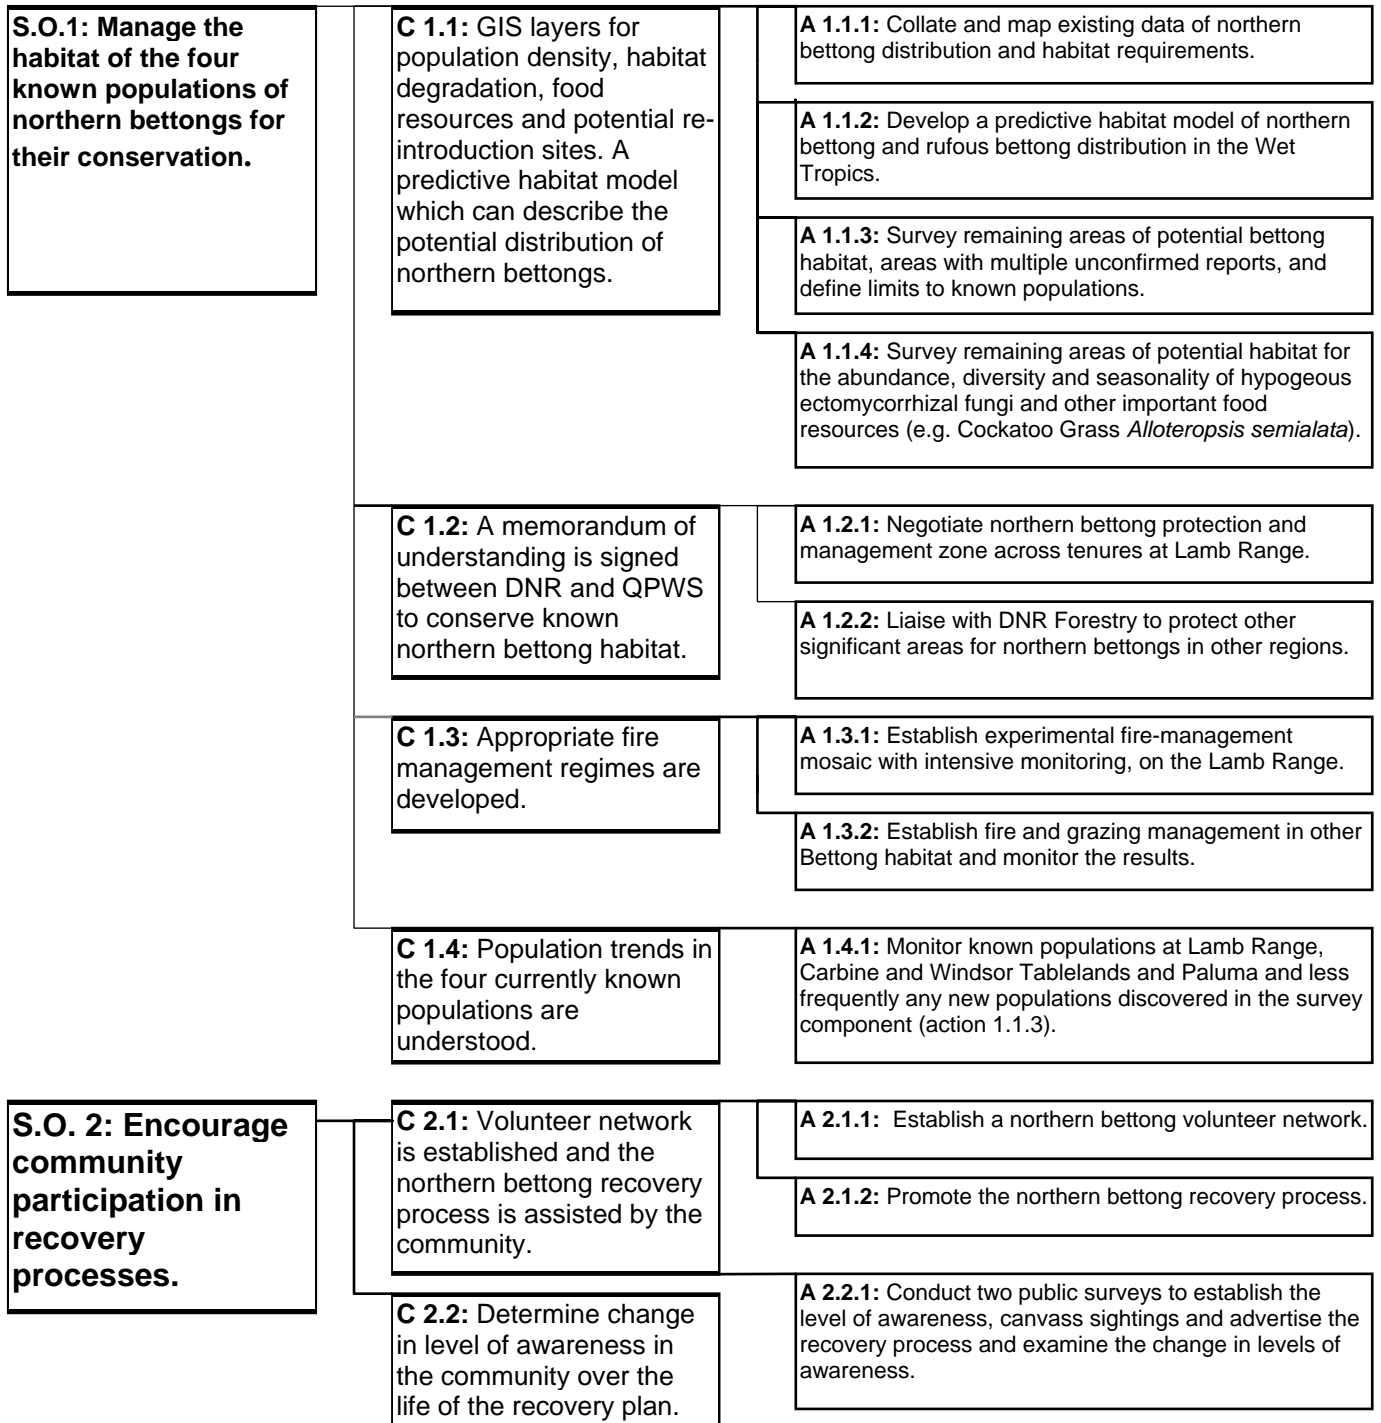 S.O.1: Manage the
habitat of the four
known populations of
northern bettongs for
their conservation.
C 1.1: GIS layers for
population density, habitat
degradation, food
resources and potential re-
introduction sites. A
predictive habitat model
which can describe the
potential distribution of
northern bettongs.
A 1.1.1: Collate and map existing data of northern
bettong distribution and habitat requirements.
A 1.1.2: Develop a predictive habitat model of northern
bettong and rufous bettong distribution in the Wet
Tropics.
A 1.1.3: Survey remaining areas of potential bettong
habitat, areas with multiple unconfirmed reports, and
define limits to known populations.
A 1.1.4: Survey remaining areas of potential habitat for
the abundance, diversity and seasonality of hypogeous
ectomycorrhizal fungi and other important food
resources (e.g. Cockatoo Grass Alloteropsis semialata).
C 1.2: A memorandum of
understanding is signed
between DNR and QPWS
to conserve known
northern bettong habitat.
A 1.2.1: Negotiate northern bettong protection and
management zone across tenures at Lamb Range.
A 1.2.2: Liaise with DNR Forestry to protect other
significant areas for northern bettongs in other regions.
C 1.3: Appropriate fire
management regimes are
developed.
A 1.3.1: Establish experimental fire-management
mosaic with intensive monitoring, on the Lamb Range.
A 1.3.2: Establish fire and grazing management in other
Bettong habitat and monitor the results.
C 1.4: Population trends in
the four currently known
populations are
understood.
A 1.4.1: Monitor known populations at Lamb Range,
Carbine and Windsor Tablelands and Paluma and less
frequently any new populations discovered in the survey
component (action 1.1.3).
S.O. 2: Encourage
community
participation in
recovery
processes.
C 2.1: Volunteer network
is established and the
northern bettong recovery
process is assisted by the
community.
A 2.1.1: Establish a northern bettong volunteer network.
A 2.1.2: Promote the northern bettong recovery process.
C 2.2: Determine change
in level of awareness in
the community over the
life of the recovery plan.
A 2.2.1: Conduct two public surveys to establish the
level of awareness, canvass sightings and advertise the
recovery process and examine the change in levels of
awareness.